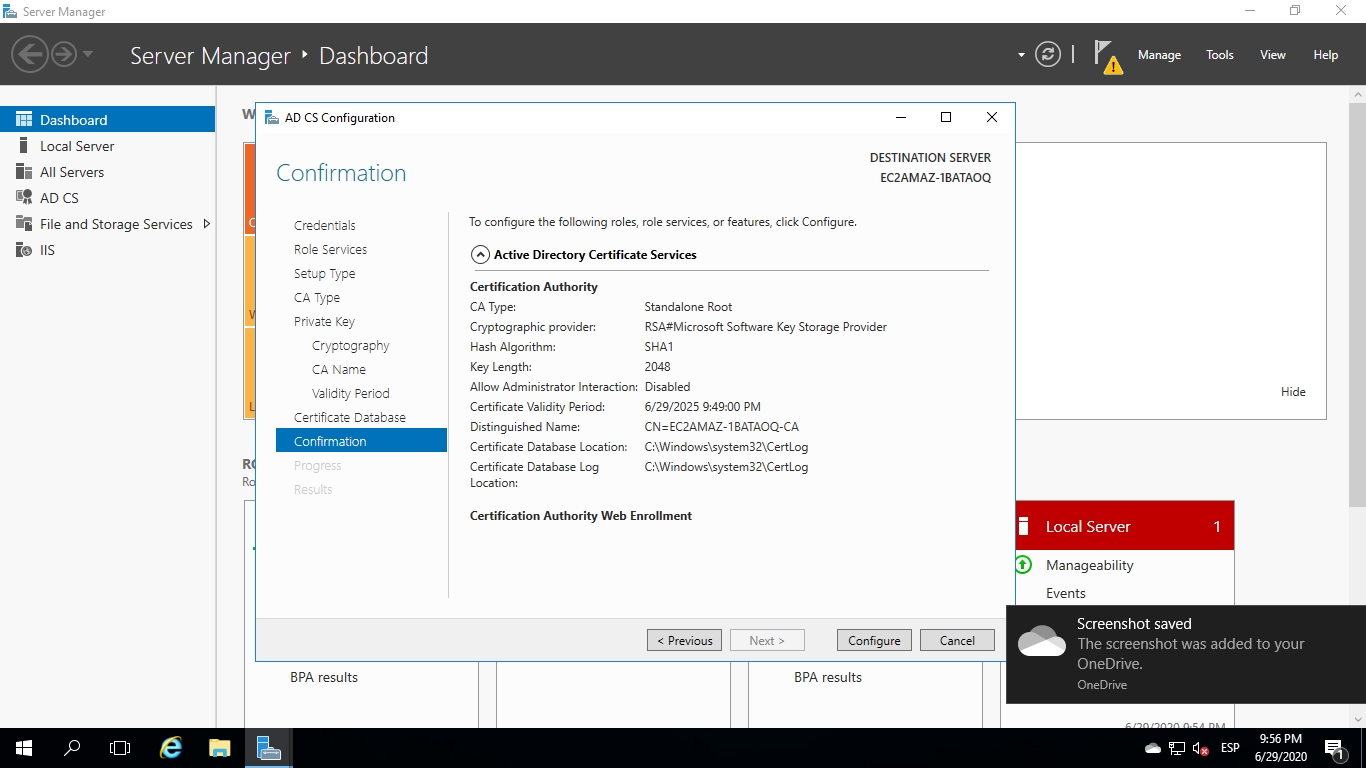 Server Manager
Server Manager
Dashboard
Manage
Tools
View
Help
Dashboard
Local Server
All Servers
AD CS
File and Storage Services
IIS
AD CS Configuration
Confirmation
DESTINATION SERVER
EC2AMAZ-1BATAOQ
Credentials
Role Services
Setup Type
CA Type
Private Key
Cryptography
CA Name
Validity Period
Certificate Database
Confirmation
Progress
Results
To configure the following roles, role services, or features, click Configure.
Active Directory Certificate Services
Certification Authority
CA Type: Standalone Root
Cryptographic provider: RSA#Microsoft Software Key Storage Provider
Hash Algorithm: SHA1
Key Length: 2048
Allow Administrator Interaction: Disabled
Certificate Validity Period: 6/29/2025 9:49:00 PM
Distinguished Name: CN=EC2AMAZ-1BATAOQ-CA
Certificate Database Location: C:\Windows\system32\CertLog
Certificate Database Log C:\Windows\system32\CertLog
Location:
Certification Authority Web Enrollment
< Previous
Next >
Configure
Cancel
Hide
Local Server 1
Manageability
Events
BPA results
BPA results
Screenshot saved
The screenshot was added to your
OneDrive.
OneDrive
6/29/2020 9:54 PM
ESP
9:56 PM
6/29/2020
1